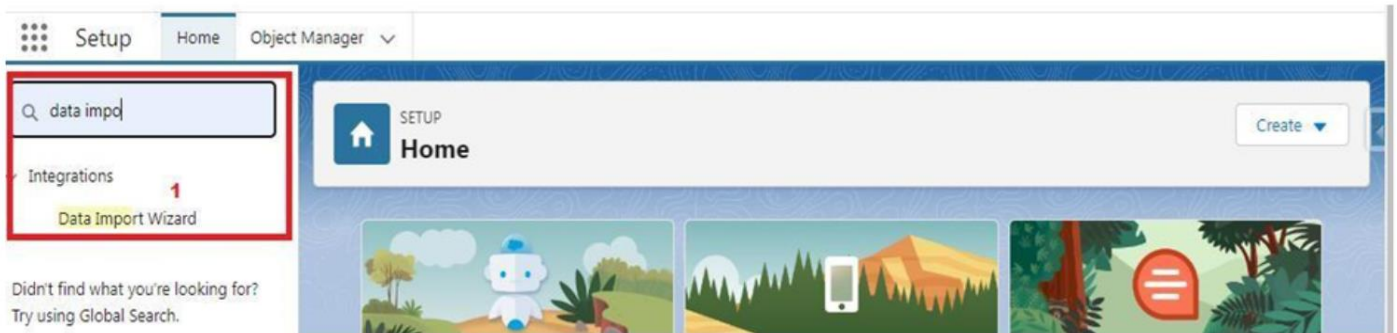 Setup
Home
Object Manager
data impo
Integrations
1
Data Import Wizard
Didn't find what you're looking for?
Try using Global Search.
SETUP
Home
Create